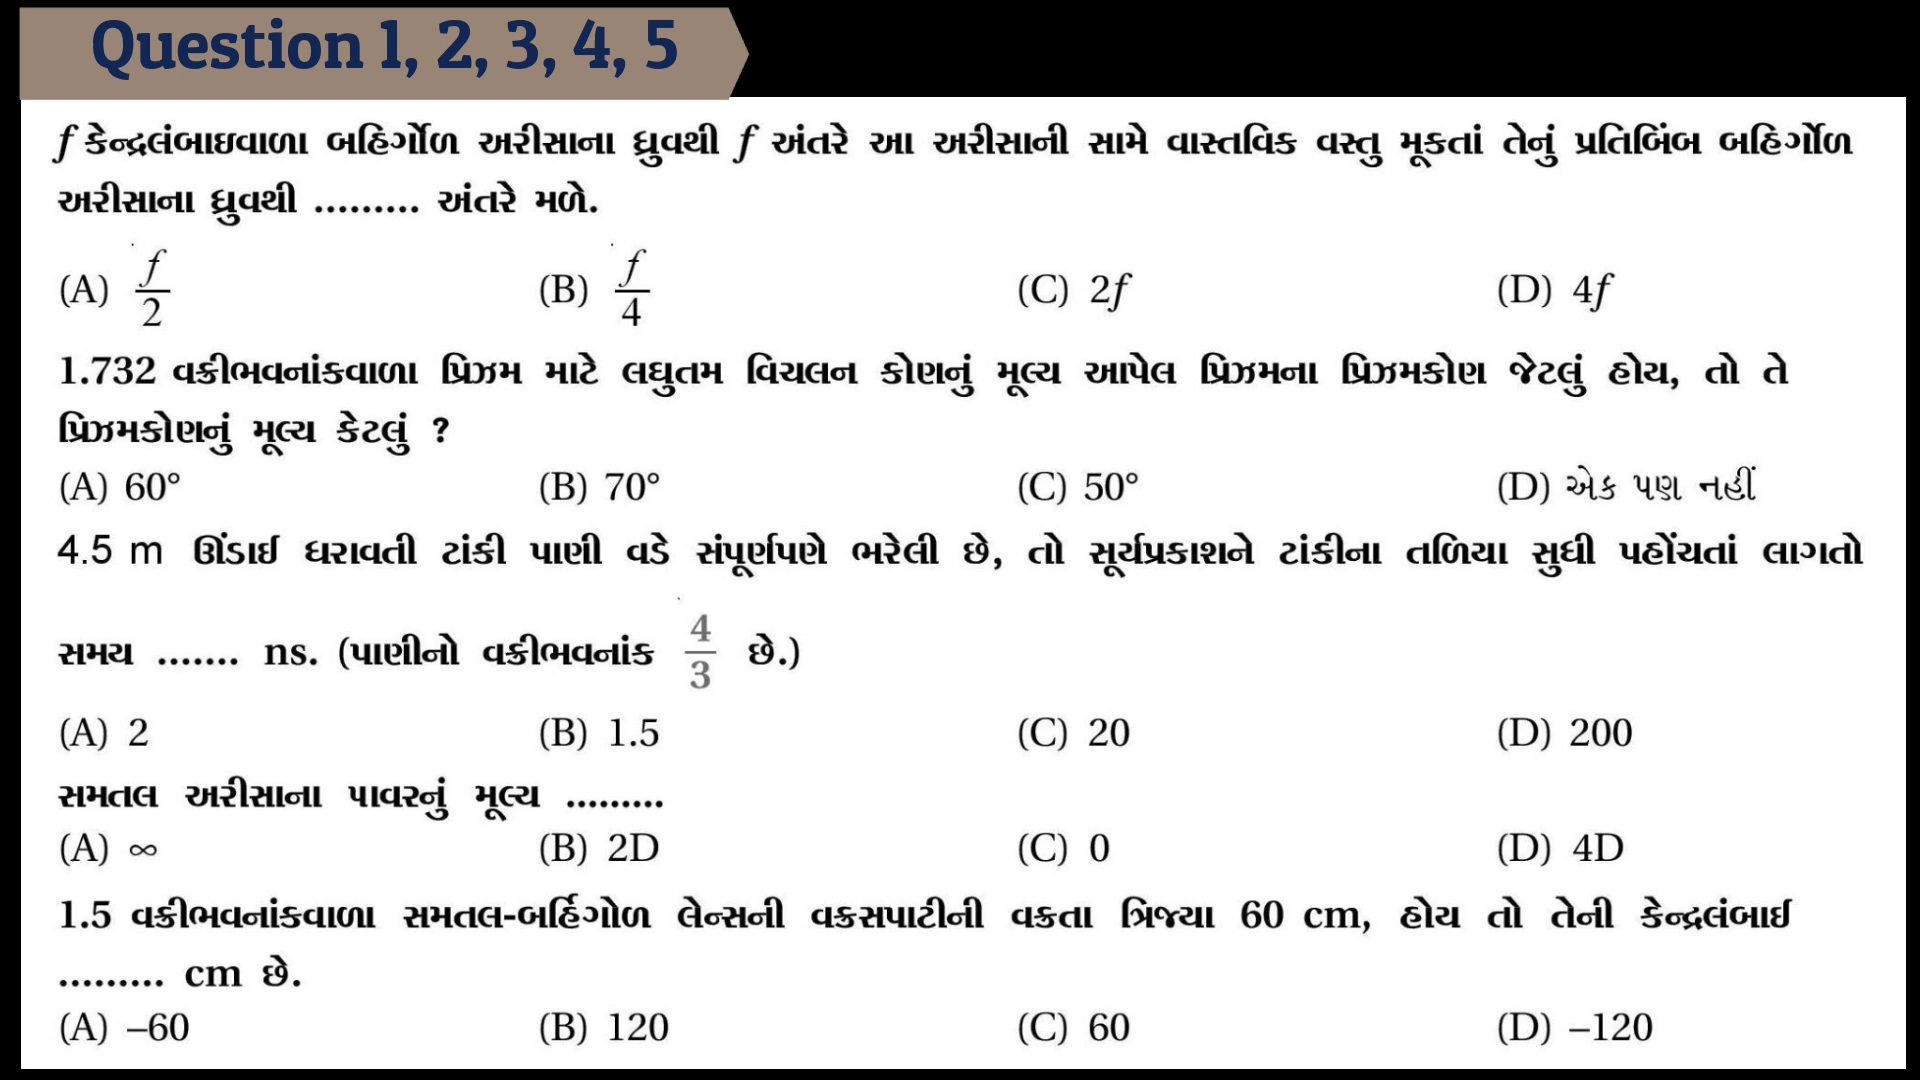 Question 1, 2, 3, 4, 5
f કેન્દ્રલંબાઇવાળા બહિર્ગોળ અરીસાના ધ્રુવથી f અંતરે આ અરીસાની સામે વાસ્તવિક વસ્તુ મૂકતાં તેનું પ્રતિબિંબ બહિર્ગોળ
અરીસાના ધ્રુવથી ......... અંતરે મળે.
(A) f/2 (B) f/4 (C) 2f (D) 4f
1.732 વક્રીભવનાંકવાળા પ્રિઝમ માટે લઘુતમ વિચલન કોણનું મૂલ્ય આપેલ પ્રિઝમના પ્રિઝમકોણ જેટલું હોય, તો તે
પ્રિઝમકોણનું મૂલ્ય કેટલું ?
(A) 60° (B) 70° (C) 50° (D) એક પણ નહીં
4.5 m ઊંડાઈ ધરાવતી ટાંકી પાણી વડે સંપૂર્ણપણે ભરેલી છે, તો સૂર્યપ્રકાશને ટાંકીના તળિયા સુધી પહોંચતાં લાગતો
સમય ....... ns. (પાણીનો વક્રીભવનાંક 4/3 છે.)
(A) 2 (B) 1.5 (C) 20 (D) 200
સમતલ અરીસાના પાવરનું મૂલ્ય .........
(A) ∞ (B) 2D (C) 0 (D) 4D
1.5 વક્રીભવનાંકવાળા સમતલ-બર્હિગોળ લેન્સની વક્રસપાટીની વક્રતા ત્રિજ્યા 60 cm, હોય તો તેની કેન્દ્રલંબાઈ
......... cm છે.
(A) –60 (B) 120 (C) 60 (D) –120